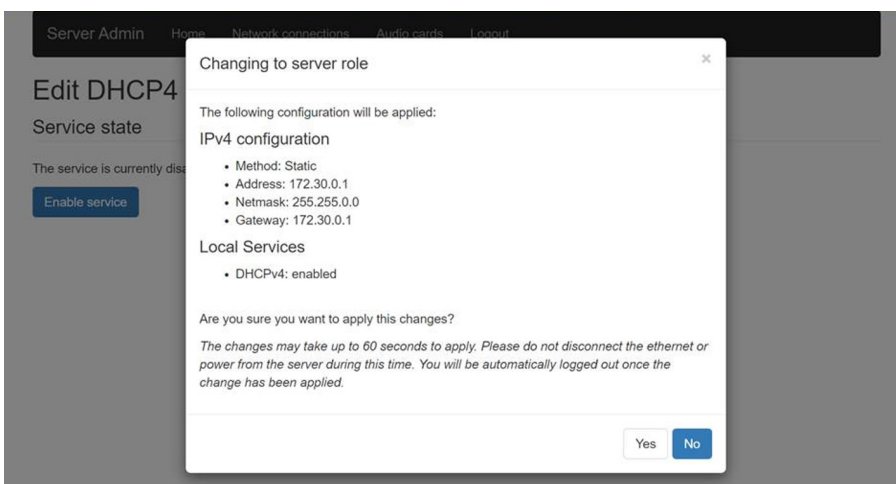 Server Admin Home Network connections Audio cards Logout
Changing to server role ×
Edit DHCP4
Service state
The service is currently disa
Enable service
The following configuration will be applied:
IPv4 configuration
• Method: Static
• Address: 172.30.0.1
• Netmask: 255.255.0.0
• Gateway: 172.30.0.1
Local Services
• DHCPv4: enabled
Are you sure you want to apply this changes?
The changes may take up to 60 seconds to apply. Please do not disconnect the ethernet or
power from the server during this time. You will be automatically logged out once the
change has been applied.
Yes No